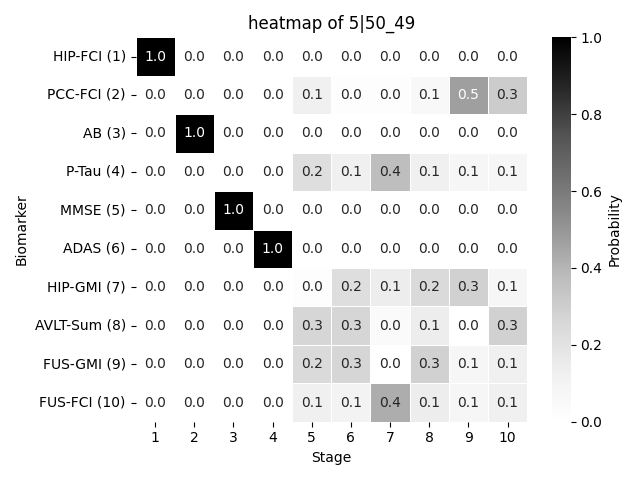 heatmap of 5|50_49
HIP-FCI (1) 1.0 0.0 0.0 0.0 0.0 0.0 0.0 0.0 0.0 0.0
PCC-FCI (2) 0.0 0.0 0.0 0.0 0.1 0.0 0.0 0.1 0.5 0.3
AB (3) 0.0 1.0 0.0 0.0 0.0 0.0 0.0 0.0 0.0 0.0
P-Tau (4) 0.0 0.0 0.0 0.0 0.2 0.1 0.4 0.1 0.1 0.1
MMSE (5) 0.0 0.0 1.0 0.0 0.0 0.0 0.0 0.0 0.0 0.0
ADAS (6) 0.0 0.0 0.0 1.0 0.0 0.0 0.0 0.0 0.0 0.0
HIP-GMI (7) 0.0 0.0 0.0 0.0 0.0 0.2 0.1 0.2 0.3 0.1
AVLT-Sum (8) 0.0 0.0 0.0 0.0 0.3 0.3 0.0 0.1 0.0 0.3
FUS-GMI (9) 0.0 0.0 0.0 0.0 0.2 0.3 0.0 0.3 0.1 0.1
FUS-FCI (10) 0.0 0.0 0.0 0.0 0.1 0.1 0.4 0.1 0.1 0.1
1 2 3 4 5 6 7 8 9 10
Stage
Biomarker
1.0
0.8
0.6
0.4
0.2
0.0
Probability